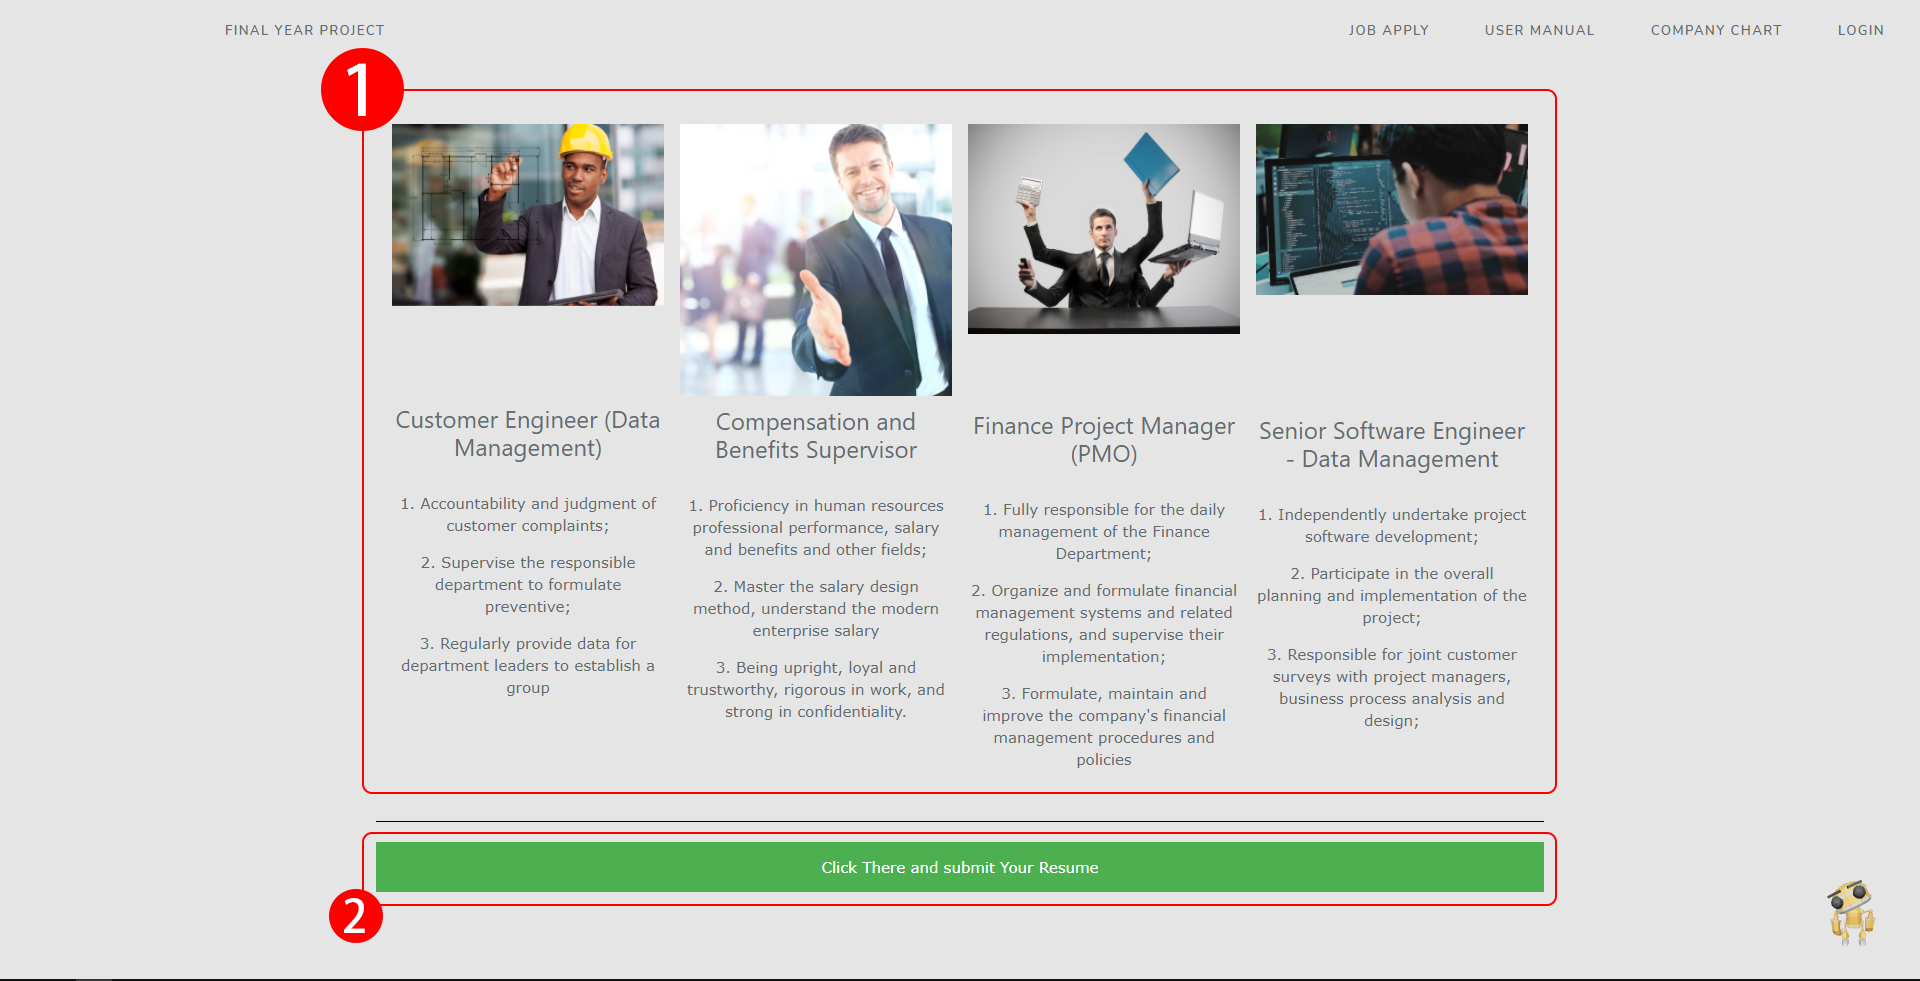 FINAL YEAR PROJECT
JOB APPLY
USER MANUAL
COMPANY CHART
LOGIN
1
Customer Engineer (Data
Management)
1. Accountability and judgment of
customer complaints;
2. Supervise the responsible
department to formulate
preventive;
3. Regularly provide data for
department leaders to establish a
group
Compensation and
Benefits Supervisor
1. Proficiency in human resources
professional performance, salary
and benefits and other fields;
2. Master the salary design
method, understand the modern
enterprise salary
3. Being upright, loyal and
trustworthy, rigorous in work, and
strong in confidentiality.
Finance Project Manager
(PMO)
1. Fully responsible for the daily
management of the Finance
Department;
2. Organize and formulate financial
management systems and related
regulations, and supervise their
implementation;
3. Formulate, maintain and
improve the company's financial
management procedures and
policies
Senior Software Engineer
- Data Management
1. Independently undertake project
software development;
2. Participate in the overall
planning and implementation of the
project;
3. Responsible for joint customer
surveys with project managers,
business process analysis and
design;
Click There and submit Your Resume
2